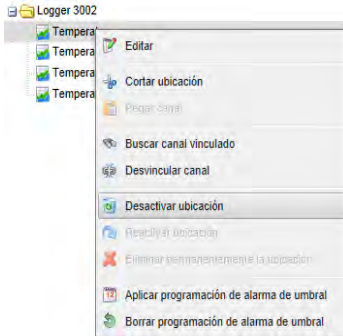 Logger 3002
Tempera
Editar
Tempera
Tempera
Cortar ubicación
Tempera
Pegar canal
Buscar canal vinculado
Desvincular canal
Desactivar ubicación
Reactivar ubicación
Eliminar permanentemente la ubicación
Aplicar programación de alarma de umbral
Borrar programación de alarma de umbral